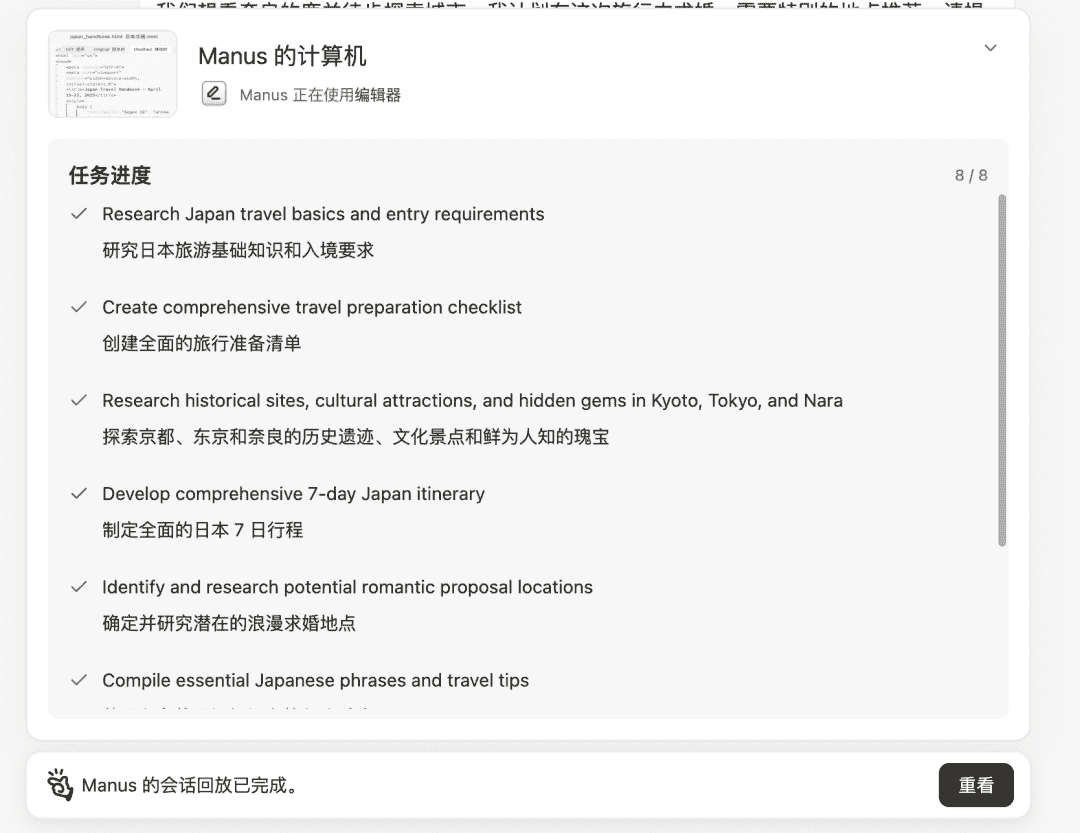 Manus 的计算机
Manus 正在使用编辑器
任务进度
8 / 8
Research Japan travel basics and entry requirements
研究日本旅游基础知识和入境要求
Create comprehensive travel preparation checklist
创建全面的旅行准备清单
Research historical sites, cultural attractions, and hidden gems in Kyoto, Tokyo, and Nara
探索京都、东京和奈良的历史遗迹、文化景点和鲜为人知的瑰宝
Develop comprehensive 7-day Japan itinerary
制定全面的日本 7 日行程
Identify and research potential romantic proposal locations
确定并研究潜在的浪漫求婚地点
Compile essential Japanese phrases and travel tips
Manus 的会话回放已完成。
重看